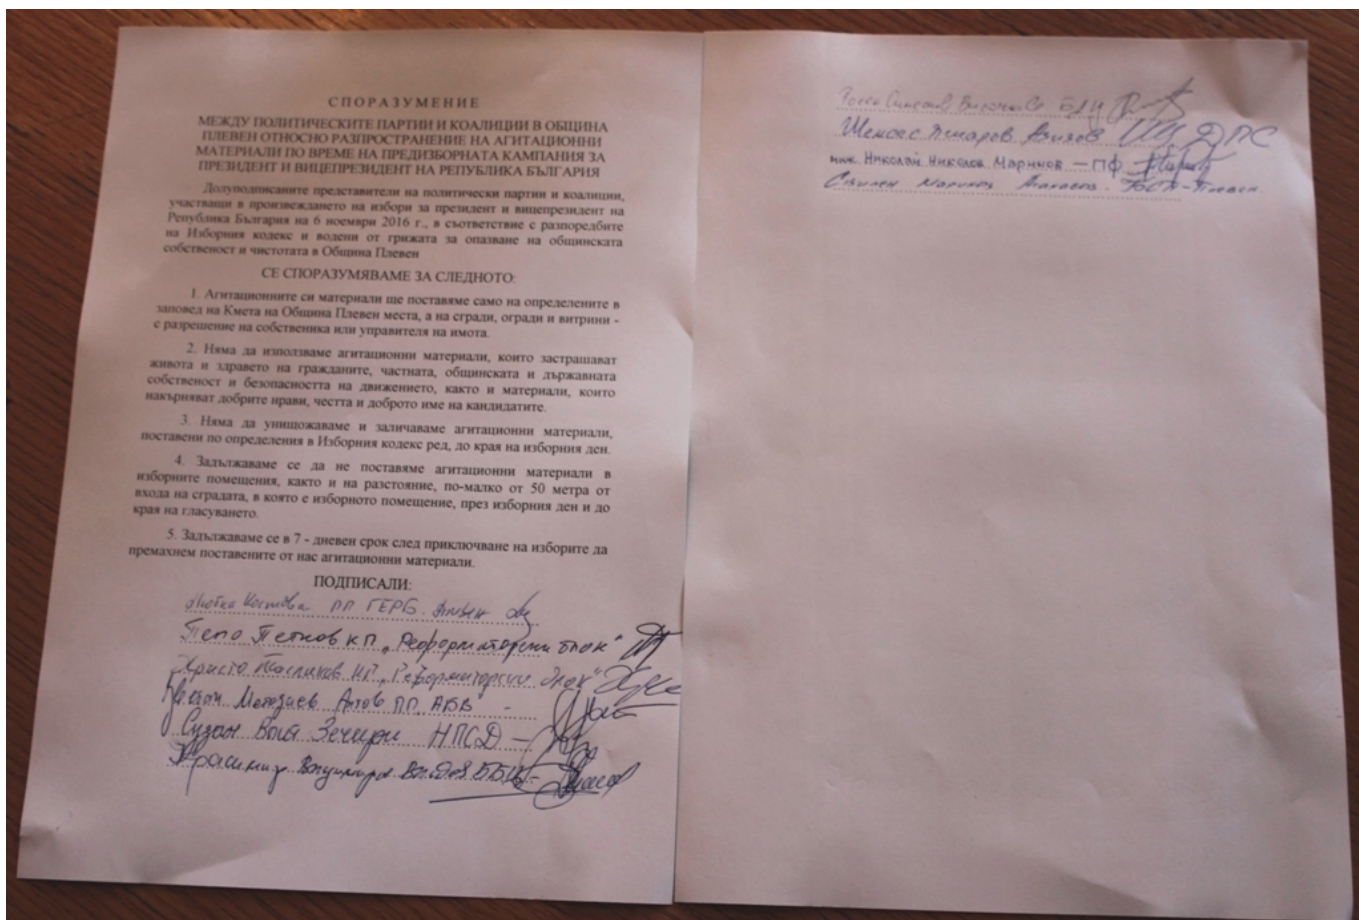 СПОРАЗУМЕНИЕ
МЕЖДУ ПОЛИТИЧЕСКИТЕ ПАРТИИ И КОАЛИЦИИ В ОБЩИНА
ПЛЕВЕН ОТНОСНО РАЗПРОСТРАНЕНИЕ НА АГИТАЦИОННИ
МАТЕРИАЛИ ПО ВРЕМЕ НА ПРЕДИЗБОРНАТА КАМПАНИЯ ЗА
ПРЕЗИДЕНТ И ВИЦЕПРЕЗИДЕНТ НА РЕПУБЛИКА БЪЛГАРИЯ
Долуподписаните представители на политически партии и коалиции,
участващи в произвеждането на избори за президент и вицепрезидент на
Република България на 6 ноември 2016 г., в съответствие с разпоредбите
на Изборния кодекс и водени от грижата за опазване на общинската
собственост и чистотата в Община Плевен
СЕ СПОРАЗУМЯВАМЕ ЗА СЛЕДНОТО:
1. Агитационните си материали ще поставяме само на определените в
заповед на Кмета на Община Плевен места, а на сгради, огради и витрини -
с разрешение на собственика или управителя на имота.
2. Няма да използваме агитационни материали, които застрашават
живота и здравето на гражданите, частната, общинската и държавната
собственост и безопасността на движението, както и материали, които
накърняват добрите нрави, честта и доброто име на кандидатите.
3. Няма да унищожаваме и заличаваме агитационни материали,
поставени по определения в Изборния кодекс ред, до края на изборния ден.
4. Задължаваме се да не поставяме агитационни материали в
изборните помещения, както и на разстояние, по-малко от 50 метра от
входа на сградата, в която е изборното помещение, през изборния ден и до
края на гласуването.
5. Задължаваме се в 7 - дневен срок след приключване на изборите да
премахнем поставените от нас агитационни материали.
ПОДПИСАЛИ:
Костова ПП ГЕРБ
Петков КП "Реформаторски блок"
Христо КП "Реформаторски блок"
ПП АБВ
Сузан НПСД
Красимир ББЦ
БДЦ
ДПС
инж. Николай Николов Маринов - ПФ
БСП - Плевен